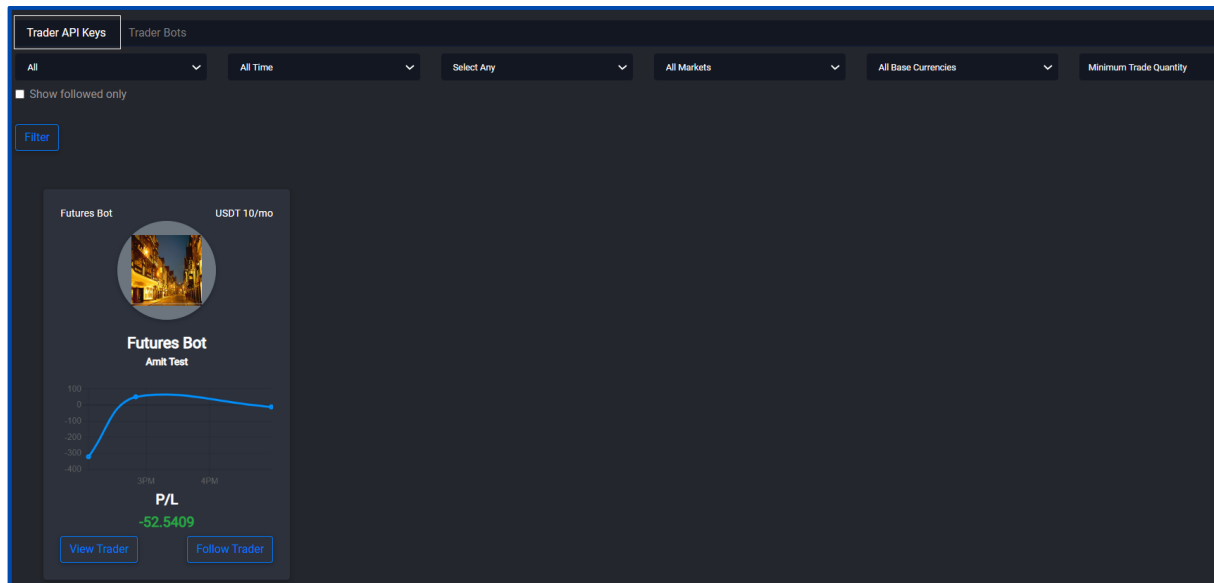 Trader API Keys Trader Bots
All All Time Select Any All Markets All Base Currencies Minimum Trade Quantity
Show followed only
Filter
Futures Bot USDT 10/mo
Futures Bot
Amit Test
100
0
-100
-200
-300
-400
3PM 4PM
P/L
-52.5409
View Trader Follow Trader